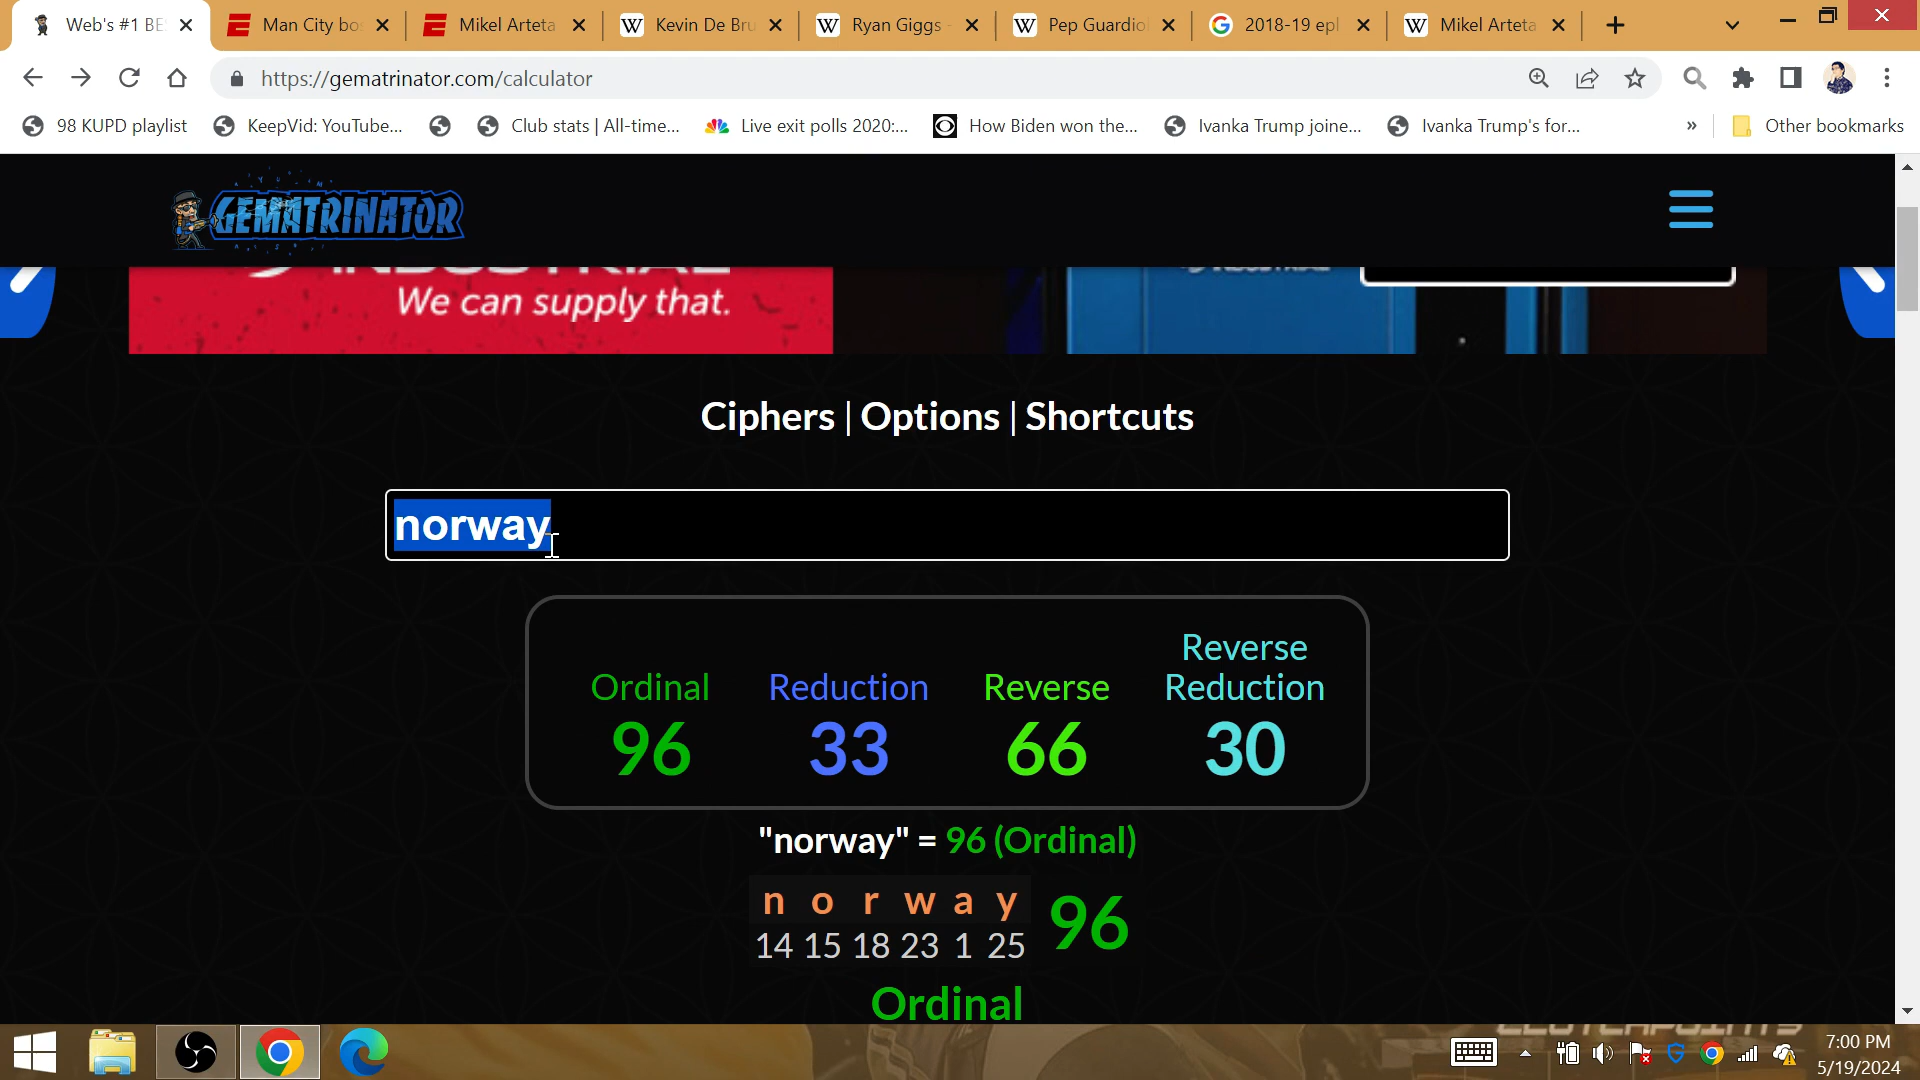 Web's #1 BE
Man City bo
Mikel Arteta
Kevin De Bru
Ryan Giggs -
Pep Guardiol
2018-19 epl
Mikel Arteta
https://gematrinator.com/calculator
98 KUPD playlist
KeepVid: YouTube...
Club stats | All-time...
Live exit polls 2020:...
How Biden won the...
Ivanka Trump joine...
Ivanka Trump's for...
»
Other bookmarks
GEMATRINATOR
We can supply that.
Ciphers | Options | Shortcuts
norway
Ordinal
Reduction
Reverse
Reverse
Reduction
96
33
66
30
"norway" = 96 (Ordinal)
n o r w a y
96
14 15 18 23 1 25
Ordinal
7:00 PM
5/19/2024